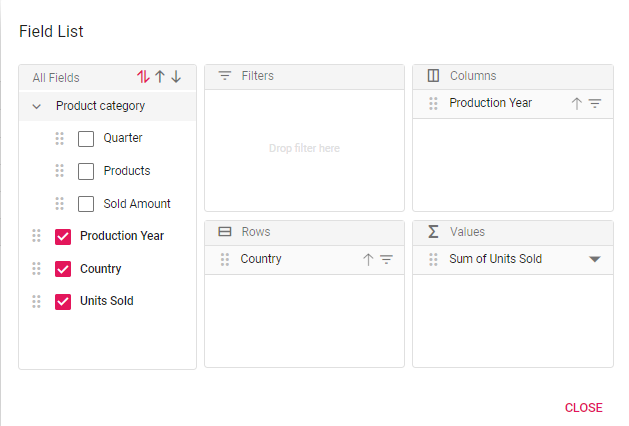 Field List
All Fields
Product category
Quarter
Products
Sold Amount
Production Year
Country
Units Sold
Filters
Drop filter here
Columns
Production Year
Rows
Country
Values
Sum of Units Sold
CLOSE